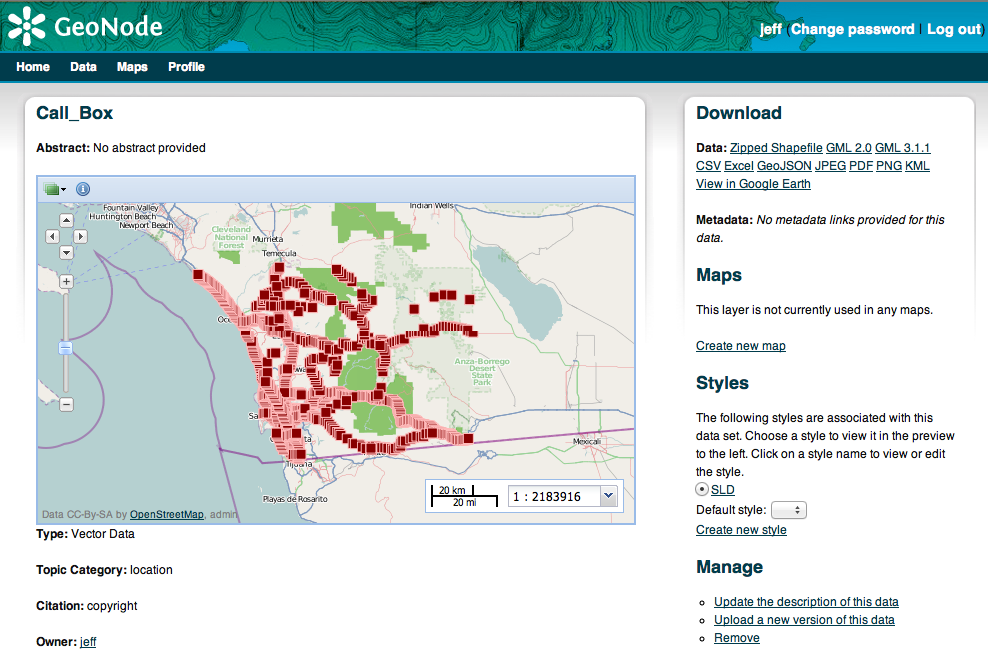 GeoNode
jeff (Change password | Log out)
Home Data Maps Profile
Call_Box
Abstract: No abstract provided
Fountain Valley
Huntington Beach
Newport Beach
Indian Wells
Cleveland
National
Forest
Murrieta
Temecula
Anza-Borrego
Desert
State
Park
Mexicali
Tijuana
Playas de Rosarito
20 km
20 mi
1 : 2183916
Data CC-By-SA by OpenStreetMap, admin
Type: Vector Data
Topic Category: location
Citation: copyright
Owner: jeff
Download
Data: Zipped Shapefile GML 2.0 GML 3.1.1
CSV Excel GeoJSON JPEG PDF PNG KML
View in Google Earth
Metadata: No metadata links provided for this
data.
Maps
This layer is not currently used in any maps.
Create new map
Styles
The following styles are associated with this
data set. Choose a style to view it in the preview
to the left. Click on a style name to view or edit
the style.
SLD
Default style:
Create new style
Manage
Update the description of this data
Upload a new version of this data
Remove